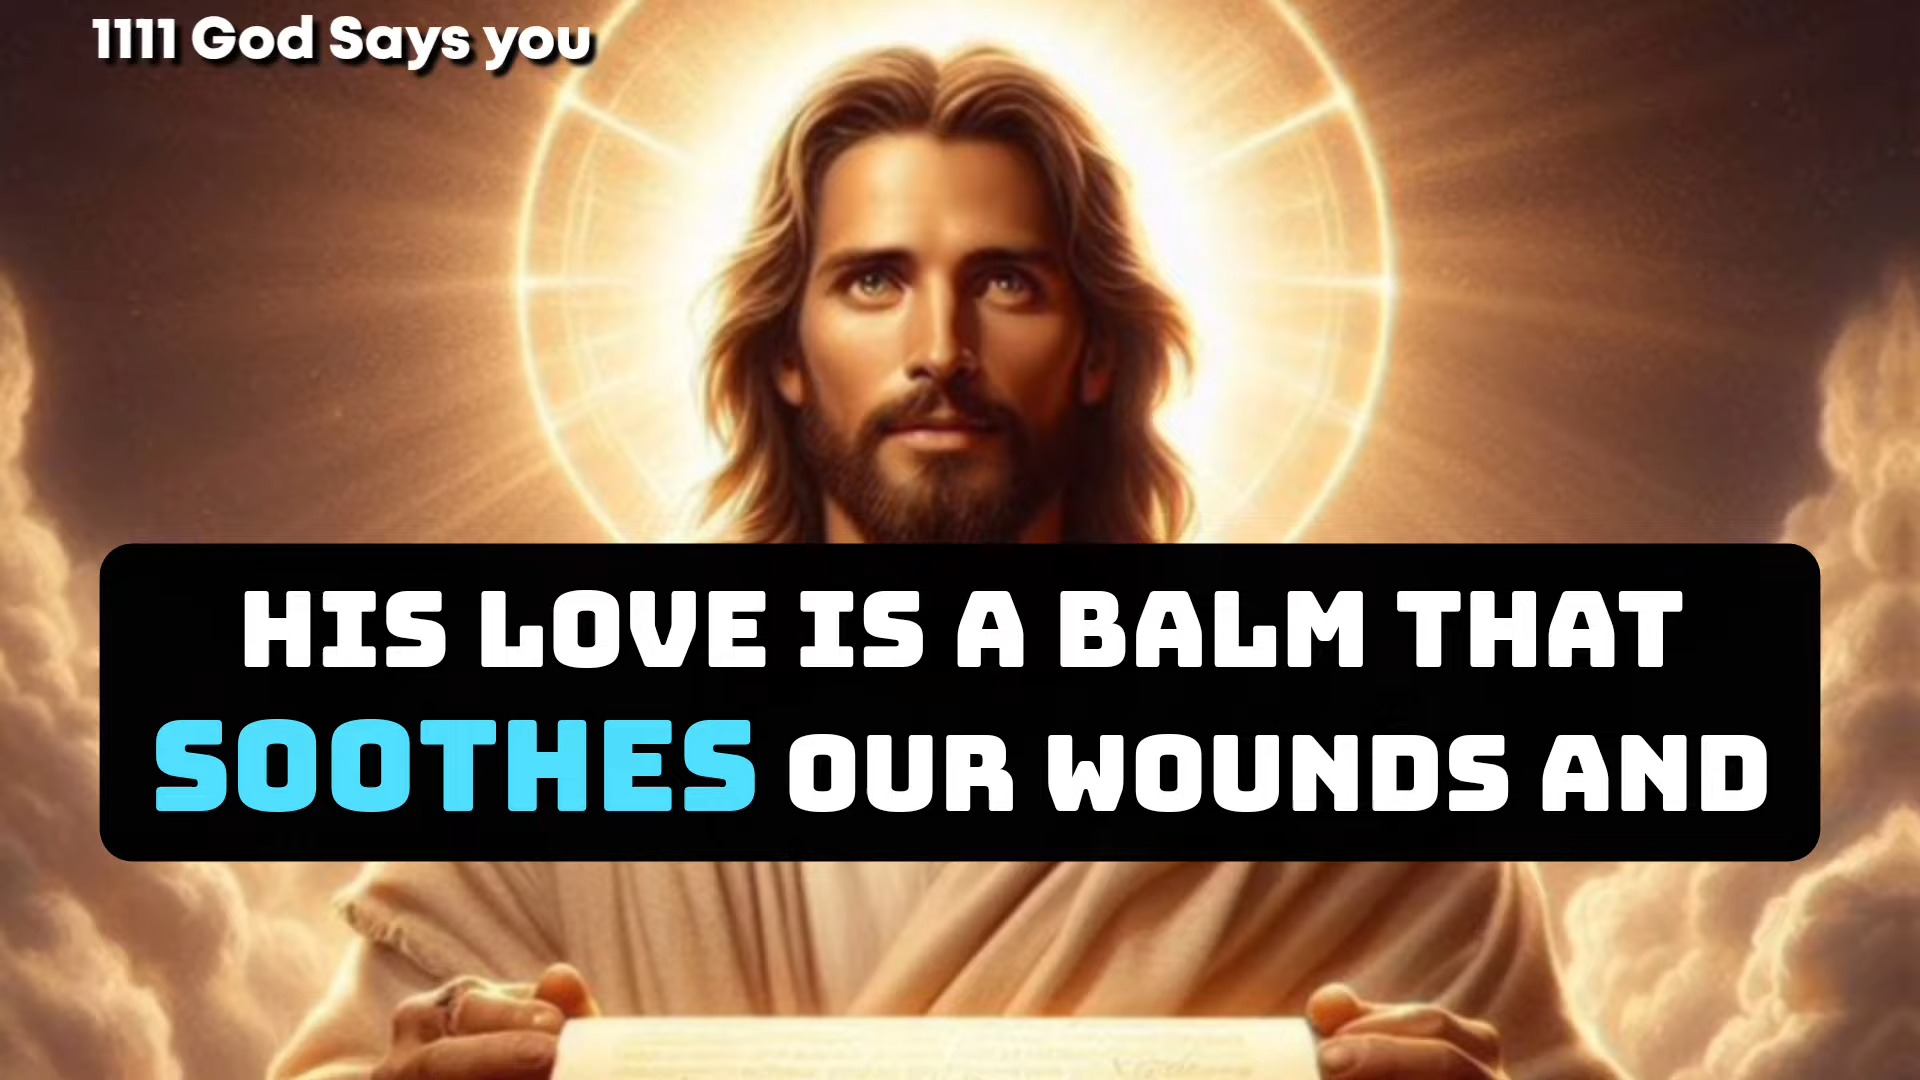 1111 God Says you
HIS LOVE IS A BALM THAT
SOOTHES OUR WOUNDS AND